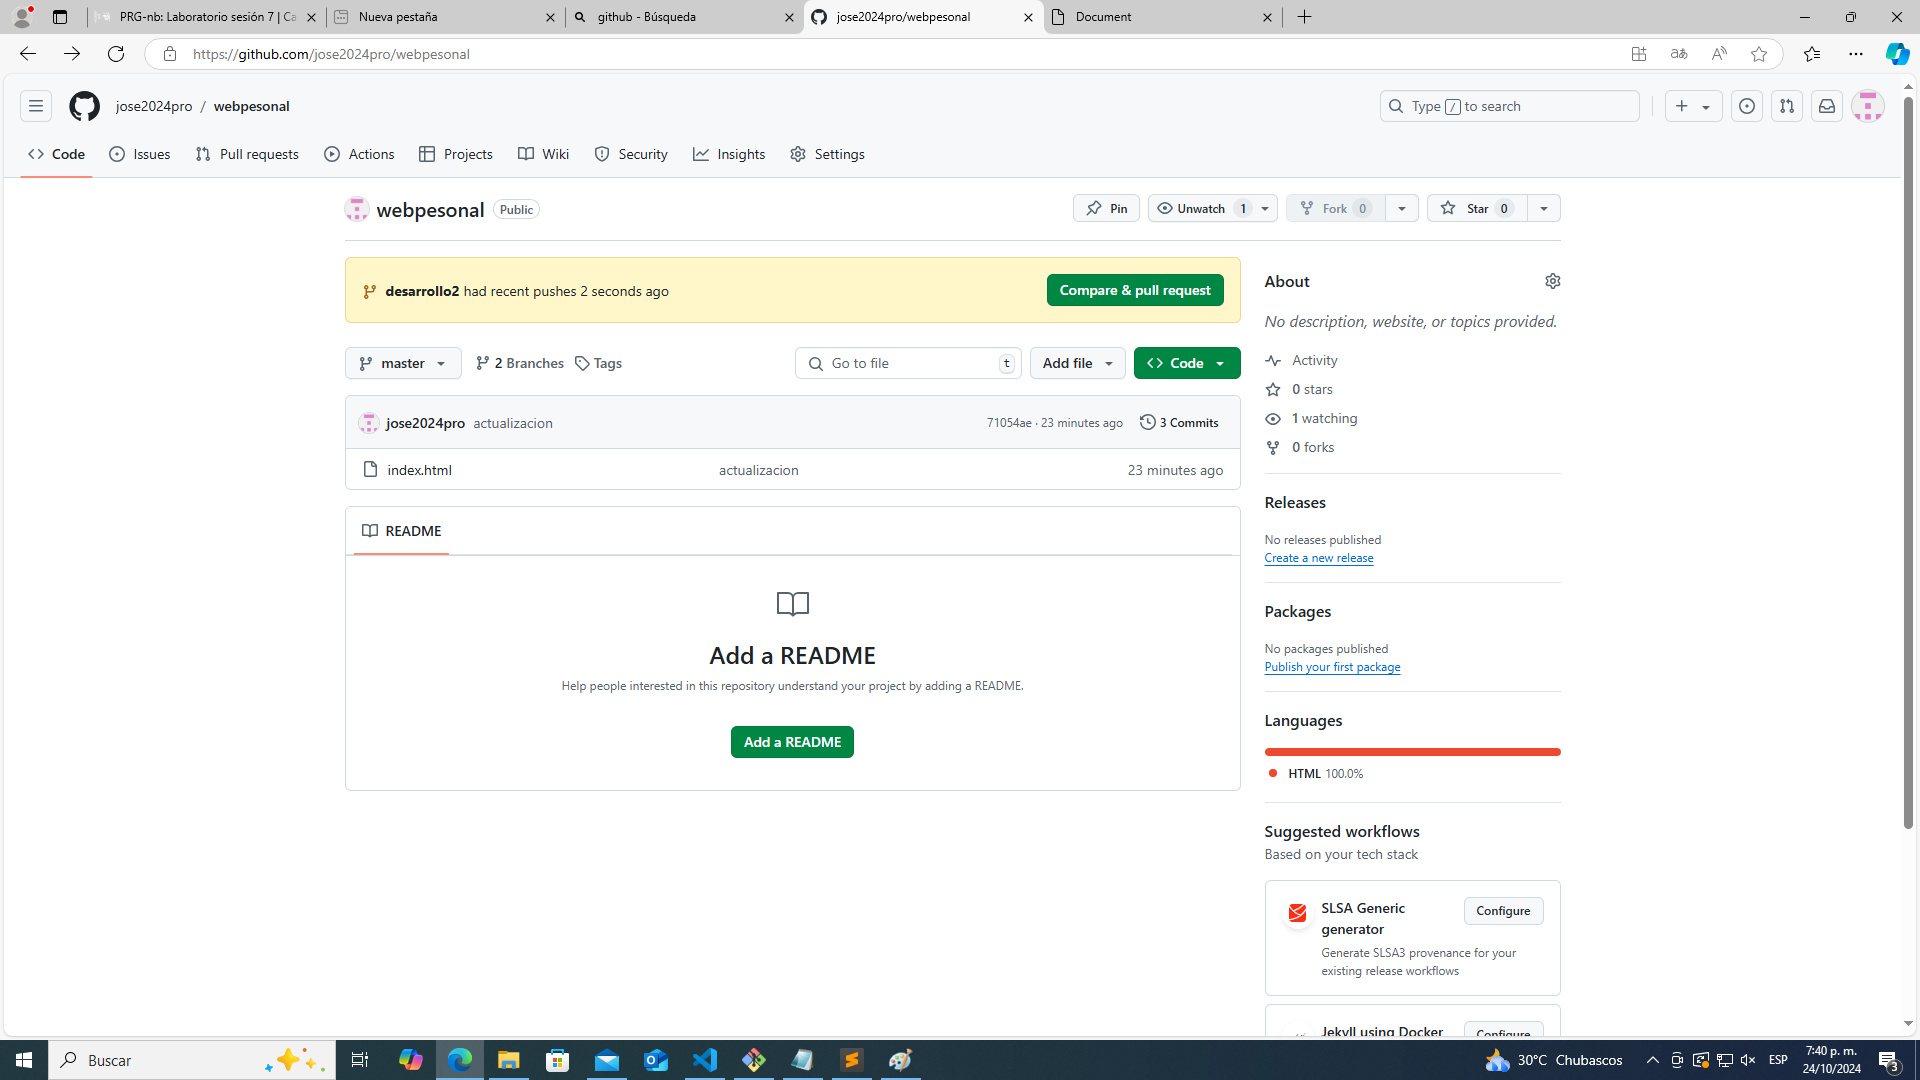 PRG-nb: Laboratorio sesión 7 | Ca
Nueva pestaña
github - Búsqueda
jose2024pro/webpesonal
Document
https://github.com/jose2024pro/webpesonal
jose2024pro / webpesonal
Type / to search
Code
Issues
Pull requests
Actions
Projects
Wiki
Security
Insights
Settings
webpesonal Public
Pin
Unwatch 1
Fork 0
Star 0
desarrollo2 had recent pushes 2 seconds ago
Compare & pull request
master
2 Branches
Tags
Go to file t
Add file
Code
jose2024pro actualizacion 71054ae · 23 minutes ago 3 Commits
index.html actualizacion 23 minutes ago
README
Add a README
Help people interested in this repository understand your project by adding a README.
Add a README
About
No description, website, or topics provided.
Activity
0 stars
1 watching
0 forks
Releases
No releases published
Create a new release
Packages
No packages published
Publish your first package
Languages
HTML 100.0%
Suggested workflows
Based on your tech stack
SLSA Generic
generator
Configure
Generate SLSA3 provenance for your
existing release workflows
Jekyll using Docker
Configure
Buscar
30°C Chubascos
ESP
7:40 p. m.
24/10/2024
3